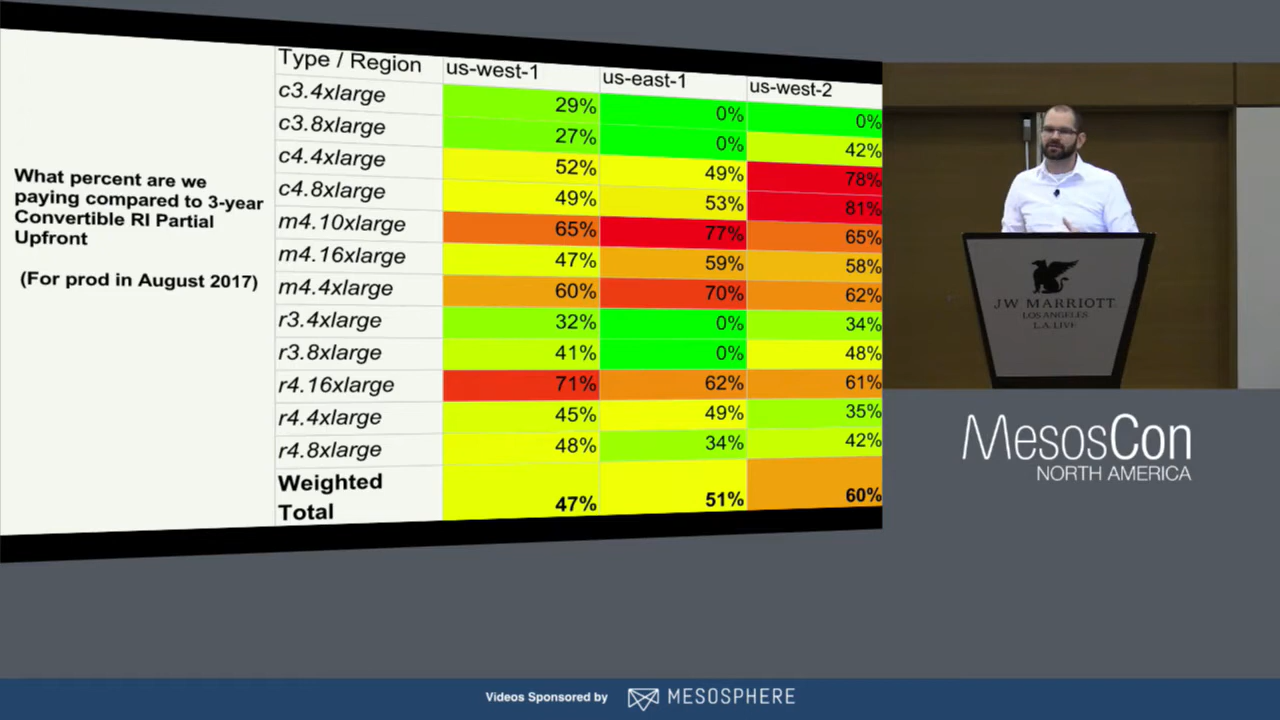 Type / Region us-west-1 us-east-1 us-west-2
c3.4xlarge 29% 0% 0%
c3.8xlarge 27% 0% 42%
c4.4xlarge 52% 49% 78%
c4.8xlarge 49% 53% 81%
m4.10xlarge 65% 77% 65%
m4.16xlarge 47% 59% 58%
m4.4xlarge 60% 70% 62%
r3.4xlarge 32% 0% 34%
r3.8xlarge 41% 0% 48%
r4.16xlarge 71% 62% 61%
r4.4xlarge 45% 49% 35%
r4.8xlarge 48% 34% 42%
Weighted
Total 47% 51% 60%
What percent are we
paying compared to 3-year
Convertible RI Partial
Upfront
(For prod in August 2017)
JW MARRIOTT
LOS ANGELES
L.A. LIVE
MesosCon
NORTH AMERICA
Videos Sponsored by MESOSPHERE